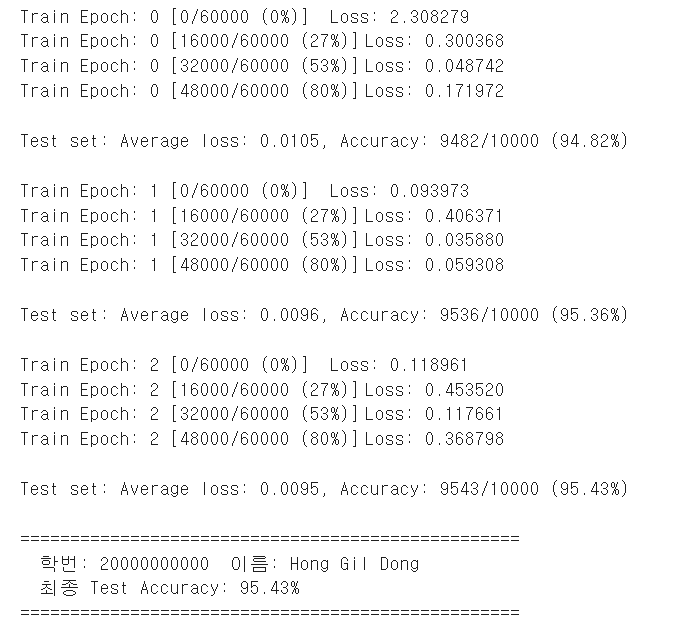 Train Epoch: 0 [0/60000 (0%)]  Loss: 2.308279
Train Epoch: 0 [16000/60000 (27%)] Loss: 0.300368
Train Epoch: 0 [32000/60000 (53%)] Loss: 0.048742
Train Epoch: 0 [48000/60000 (80%)] Loss: 0.171972
Test set: Average loss: 0.0105, Accuracy: 9482/10000 (94.82%)
Train Epoch: 1 [0/60000 (0%)]  Loss: 0.093973
Train Epoch: 1 [16000/60000 (27%)] Loss: 0.406371
Train Epoch: 1 [32000/60000 (53%)] Loss: 0.035880
Train Epoch: 1 [48000/60000 (80%)] Loss: 0.059308
Test set: Average loss: 0.0096, Accuracy: 9536/10000 (95.36%)
Train Epoch: 2 [0/60000 (0%)]  Loss: 0.118961
Train Epoch: 2 [16000/60000 (27%)] Loss: 0.453520
Train Epoch: 2 [32000/60000 (53%)] Loss: 0.117661
Train Epoch: 2 [48000/60000 (80%)] Loss: 0.368798
Test set: Average loss: 0.0095, Accuracy: 9543/10000 (95.43%)
==================================================
학번: 20000000000  이름: Hong Gil Dong
최종 Test Accuracy: 95.43%
==================================================